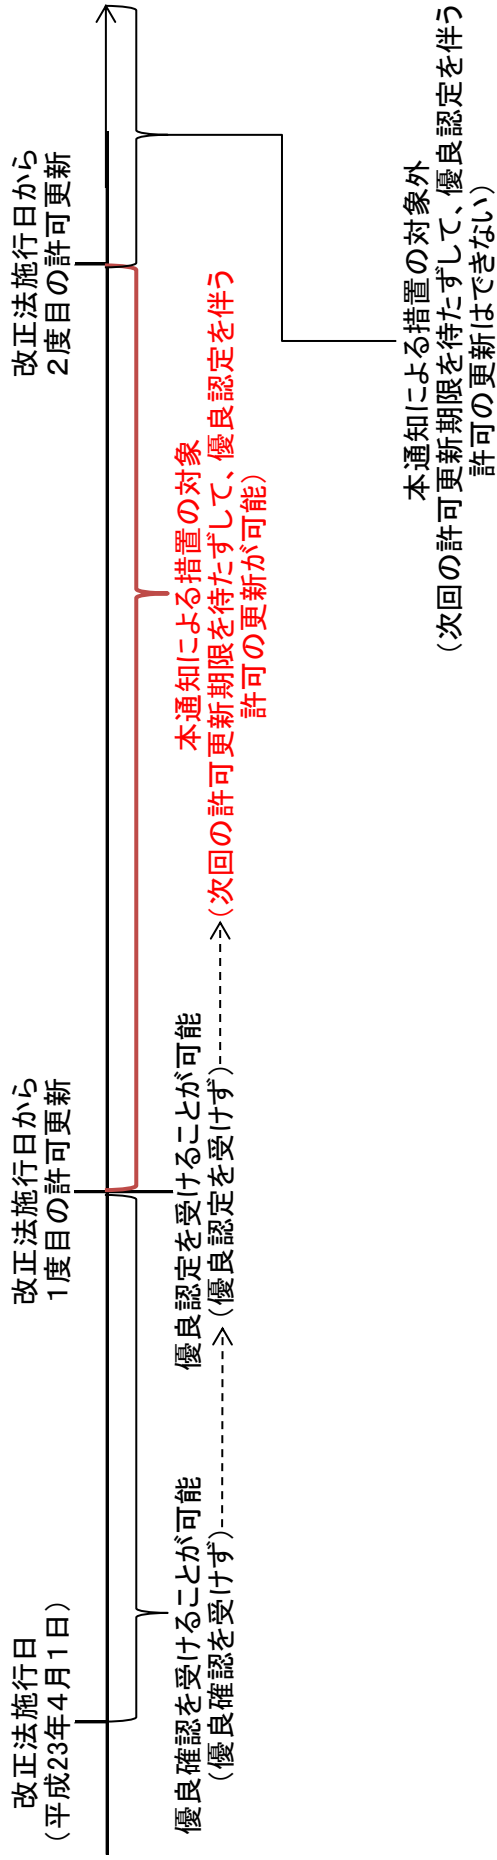 改正法施行日
（平成23年4月1日）
改正法施行日から
1度目の許可更新
改正法施行日から
2度目の許可更新
優良確認を受けることが可能
（優良確認を受けず）
優良認定を受けることが可能
（優良認定を受けず）
本通知による措置の対象
（次回の許可更新期限を待たずして、優良認定を伴う
許可の更新が可能）
本通知による措置の対象外
（次回の許可更新期限を待たずして、優良認定を伴う
許可の更新はできない）